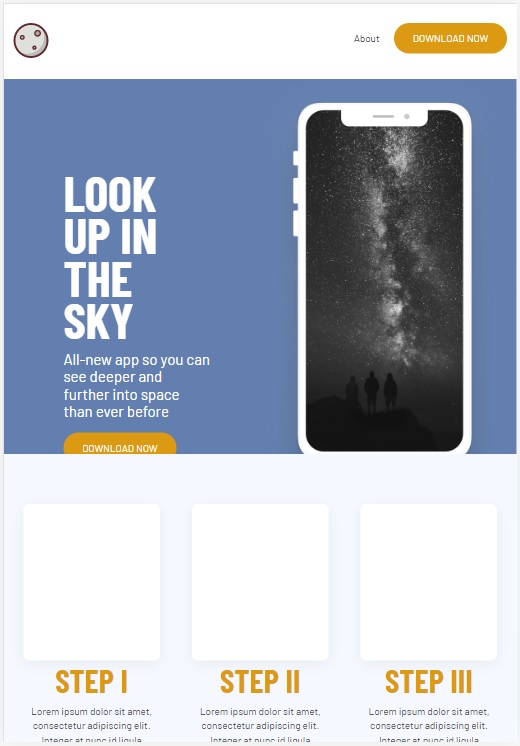 About
DOWNLOAD NOW
LOOK
UP IN
THE
SKY
All-new app so you can
see deeper and
further into space
than ever before
DOWNLOAD NOW
STEP I
Lorem ipsum dolor sit amet,
consectetur adipiscing elit.
Integer at nunc id ligula
STEP II
Lorem ipsum dolor sit amet,
consectetur adipiscing elit.
Integer at nunc id ligula
STEP III
Lorem ipsum dolor sit amet,
consectetur adipiscing elit.
Integer at nunc id ligula